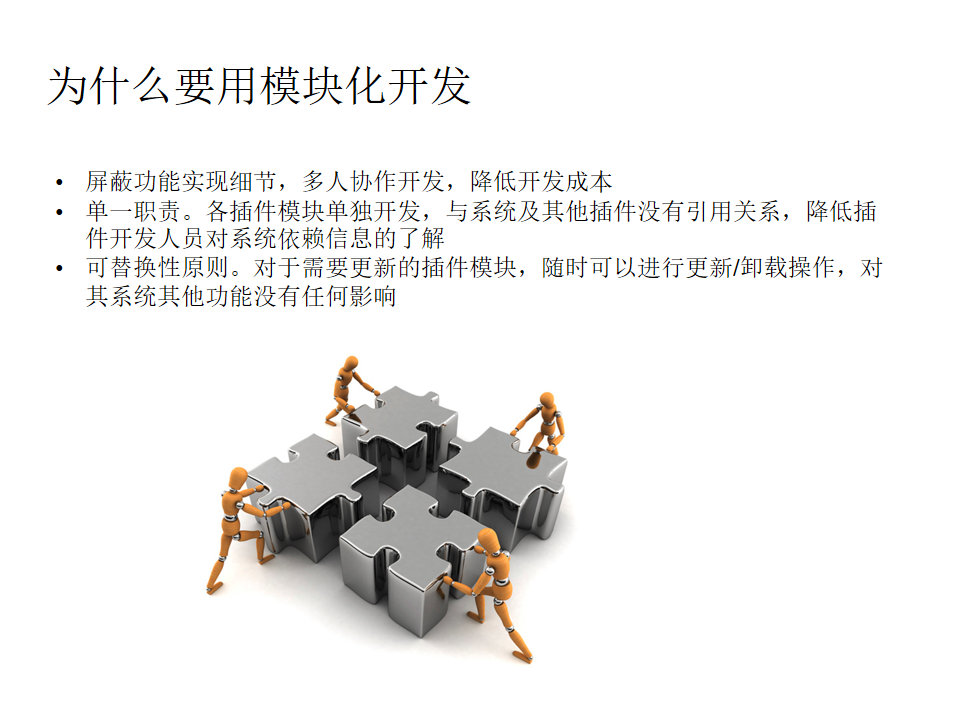 为什么要用模块化开发
• 屏蔽功能实现细节，多人协作开发，降低开发成本
• 单一职责。各插件模块单独开发，与系统及其他插件没有引用关系，降低插
件开发人员对系统依赖信息的了解
• 可替换性原则。对于需要更新的插件模块，随时可以进行更新/卸载操作，对
其系统其他功能没有任何影响